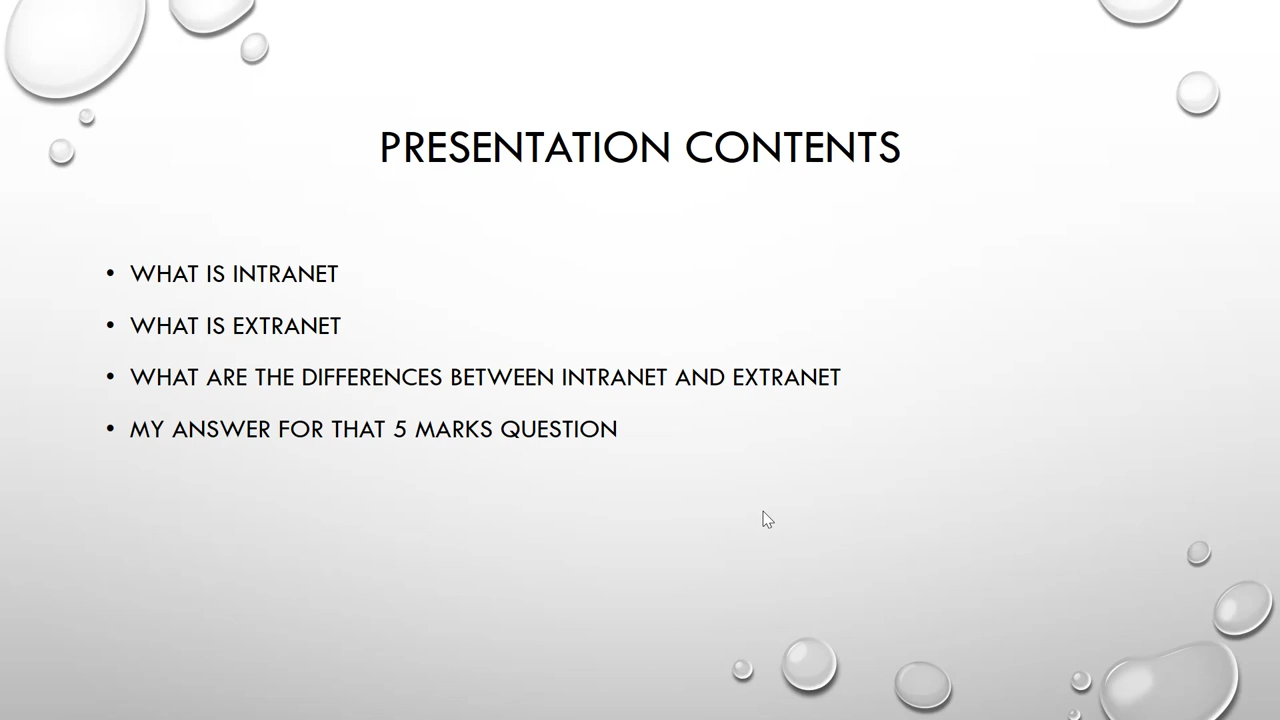 PRESENTATION CONTENTS
• WHAT IS INTRANET
• WHAT IS EXTRANET
• WHAT ARE THE DIFFERENCES BETWEEN INTRANET AND EXTRANET
• MY ANSWER FOR THAT 5 MARKS QUESTION